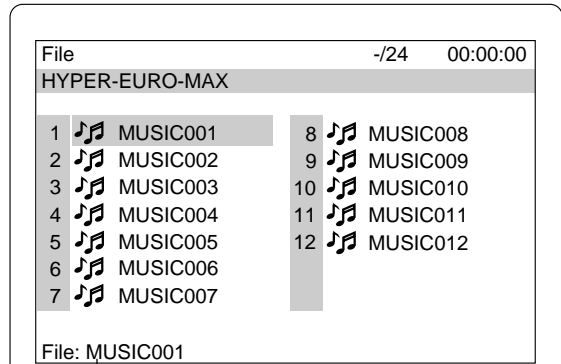 File -/24 00:00:00
HYPER-EURO-MAX
1 MUSIC001
2 MUSIC002
3 MUSIC003
4 MUSIC004
5 MUSIC005
6 MUSIC006
7 MUSIC007
8 MUSIC008
9 MUSIC009
10 MUSIC010
11 MUSIC011
12 MUSIC012
File: MUSIC001